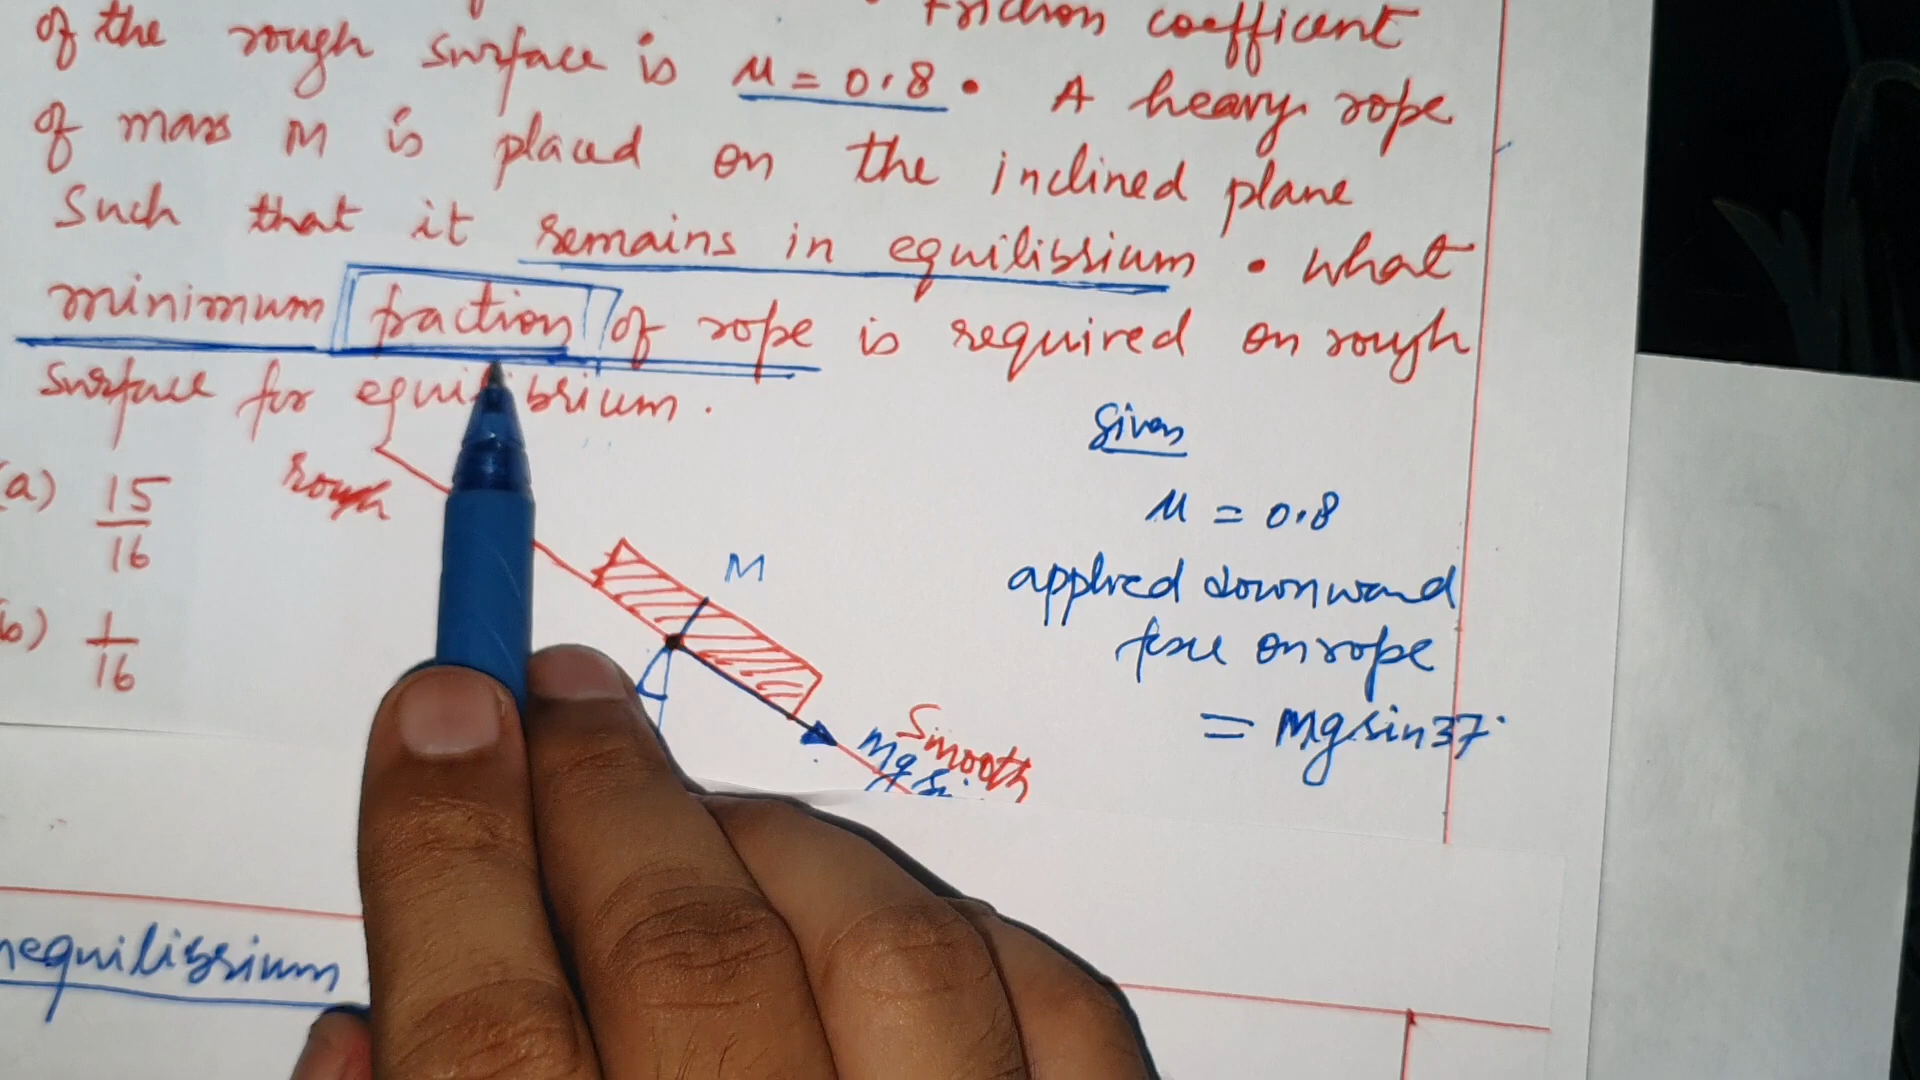 Friction coefficent
of the rough surface is μ = 0.8 . A heavy rope
of mass M is placed on the inclined plane
Such that it remains in equilibrium . what
minimum fraction of rope is required on rough
surface for equilibrium.
Given
(a) 15/16
rough
μ = 0.8
M
applied downward
(b) 1/16
force on rope
= Mg sin37°
Smooth
Mg si
equilibrium